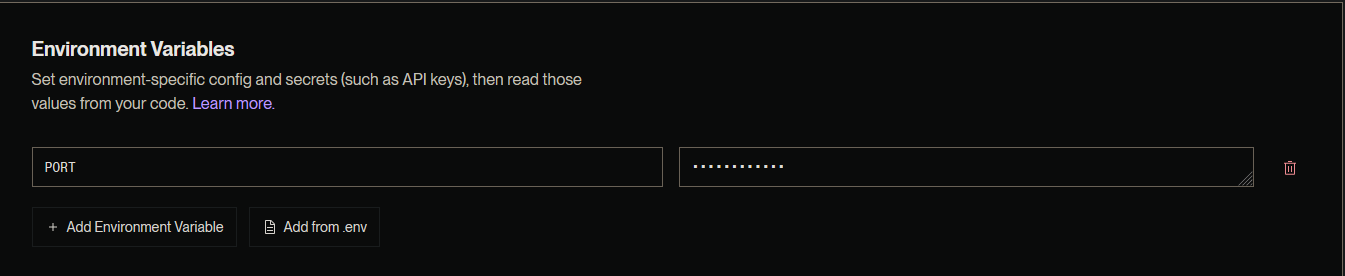 Environment Variables
Set environment-specific config and secrets (such as API keys), then read those
values from your code. Learn more.
PORT
············
+ Add Environment Variable
Add from .env